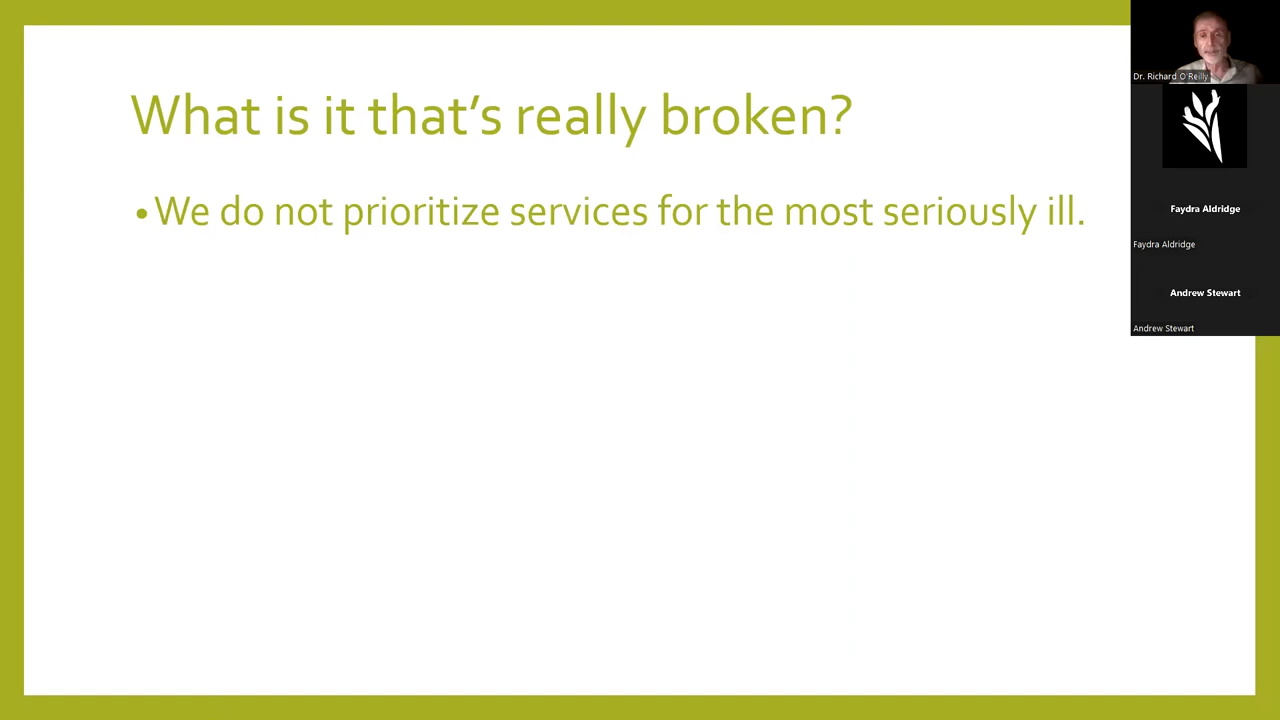 What is it that's really broken?
•We do not prioritize services for the most seriously ill.
Dr. Richard O'Reilly
Faydra Aldridge
Faydra Aldridge
Andrew Stewart
Andrew Stewart